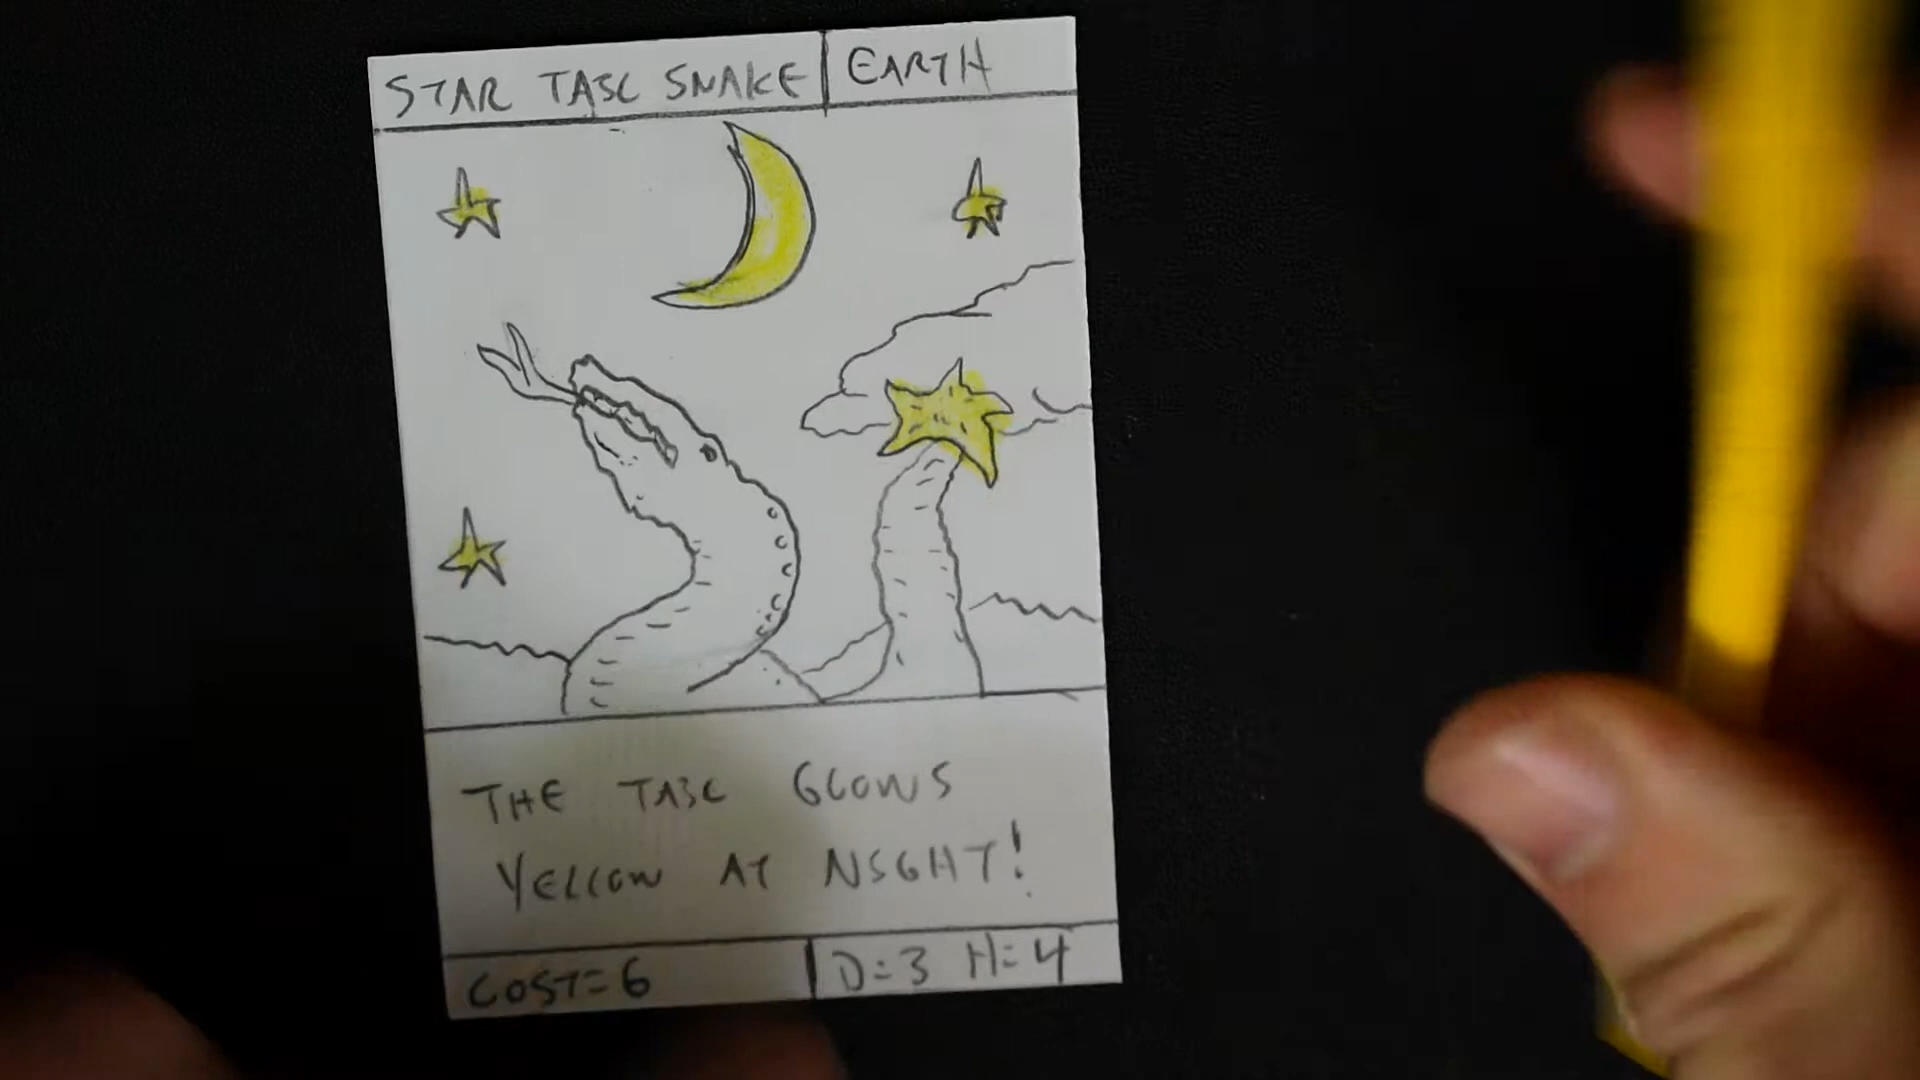 STAR TAIL SNAKE EARTH
THE TAIL GLOWS
YELLOW AT NIGHT!
COST=6 D=3 H=4